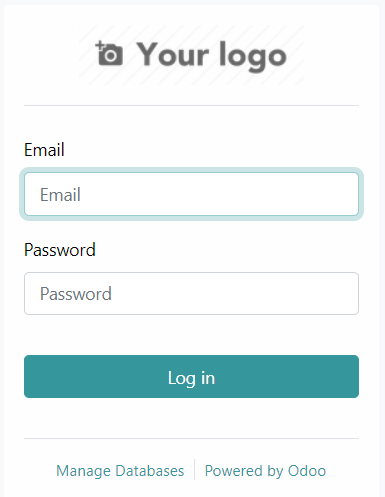 Your logo
Email
Email
Password
Password
Log in
Manage Databases | Powered by Odoo